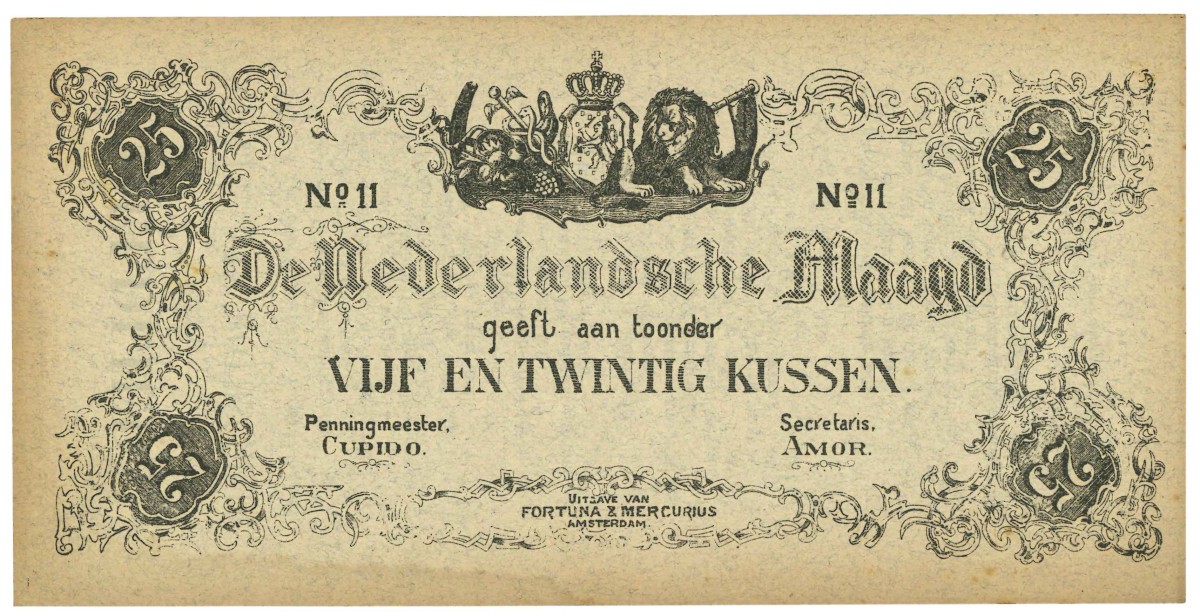 25
25
Nº 11
Nº 11
De Nederlandsche Maagd
geeft aan toonder
VIJF EN TWINTIG KUSSEN.
Penningmeester,
CUPIDO.
Secretaris,
AMOR.
25
25
UITGAVE VAN
FORTUNA & MERCURIUS
AMSTERDAM.